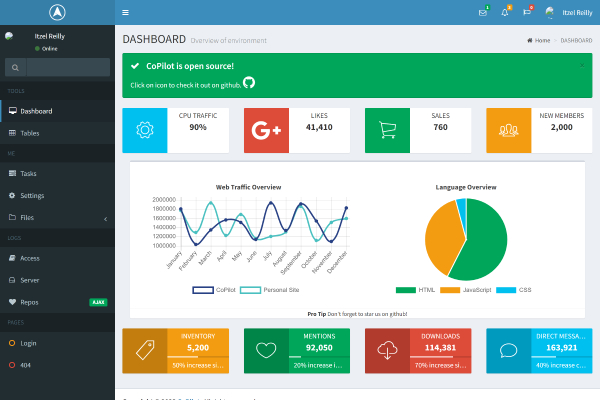 Itzel Reilly
Online
TOOLS
Dashboard
Tables
ME
Tasks
Settings
Files
LOGS
Access
Server
Repos
AJAX
PAGES
Login
404
1
3
0
Itzel Reilly
DASHBOARD Overview of environment
Home > DASHBOARD
CoPilot is open source!
×
Click on icon to check it out on github.
CPU TRAFFIC
90%
G+
LIKES
41,410
SALES
760
NEW MEMBERS
2,000
Web Traffic Overview
2000000
1800000
1600000
1400000
1200000
1000000
January
February
March
April
May
June
July
August
September
October
November
December
CoPilot
Personal Site
Language Overview
HTML
JavaScript
CSS
Pro Tip Don't forget to star us on github!
INVENTORY
5,200
50% increase si...
MENTIONS
92,050
20% increase i...
DOWNLOADS
114,381
70% increase si...
DIRECT MESSA...
163,921
40% increase c...